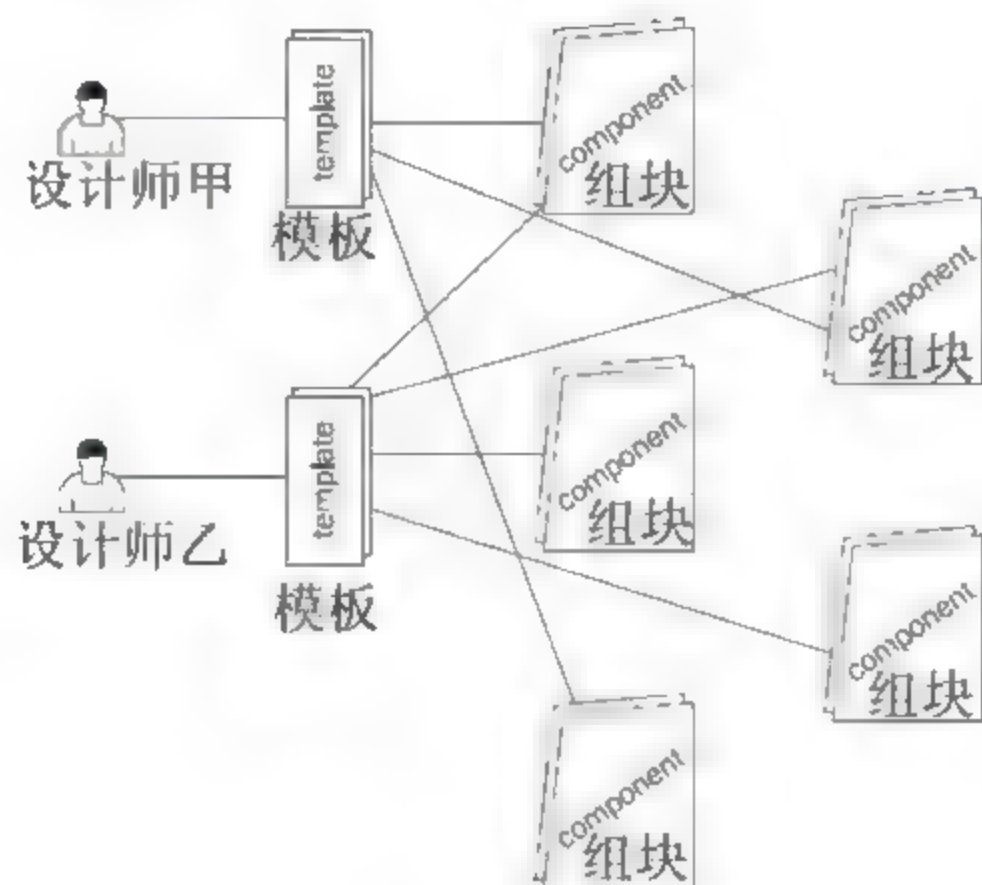 template
component
组块
设计师甲
模板
component
组块
template
component
组块
设计师乙
模板
component
组块
component
组块